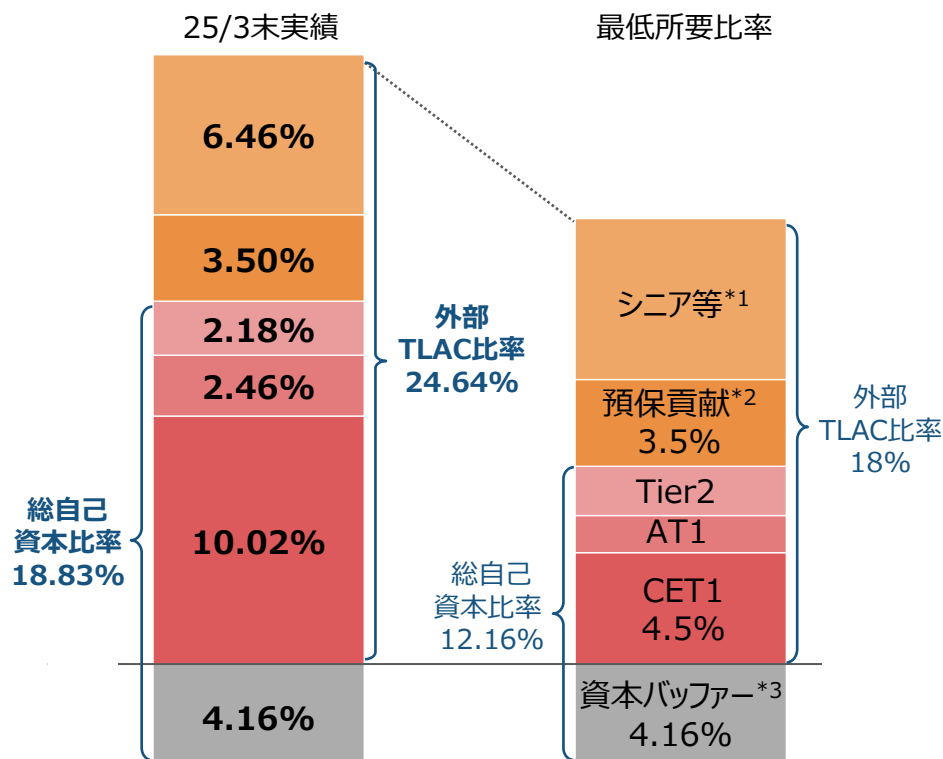 25/3末実績
6.46%
3.50%
2.18%
2.46%
10.02%
4.16%
総自己
資本比率
18.83%
外部
TLAC比率
24.64%
最低所要比率
シニア等*1
預保貢献*2
3.5%
Tier2
AT1
CET1
4.5%
資本バッファー*3
4.16%
総自己
資本比率
12.16%
外部
TLAC比率
18%